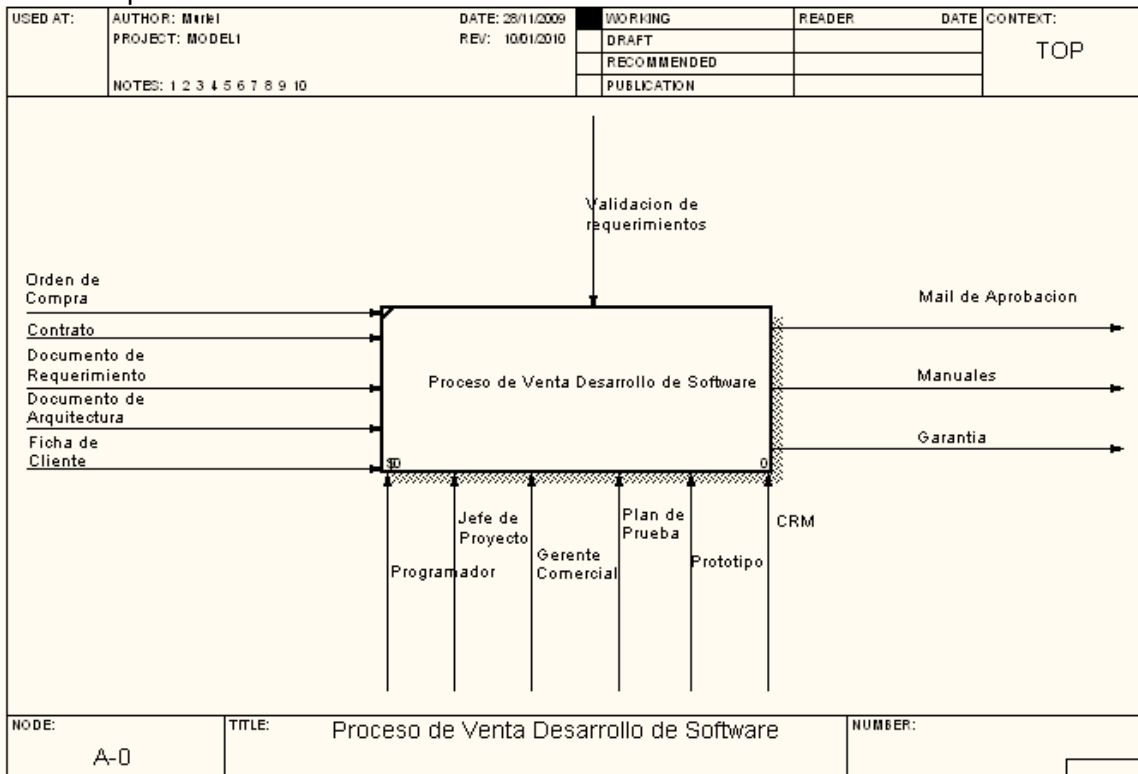 USED AT:
AUTHOR: Muriel
DATE: 28/11/2009
WORKING
READER
DATE
CONTEXT:
PROJECT: MODEL1
REV: 10/01/2010
DRAFT
TOP
RECOMMENDED
NOTES: 1 2 3 4 5 6 7 8 9 10
PUBLICATION
Validacion de
requerimientos
Orden de
Compra
Contrato
Documento de
Requerimiento
Documento de
Arquitectura
Ficha de
Cliente
Proceso de Venta Desarrollo de Software
$0
0
Mail de Aprobacion
Manuales
Garantia
Programador
Jefe de
Proyecto
Gerente
Comercial
Plan de
Prueba
Prototipo
CRM
NODE:
A-0
TITLE:
Proceso de Venta Desarrollo de Software
NUMBER: